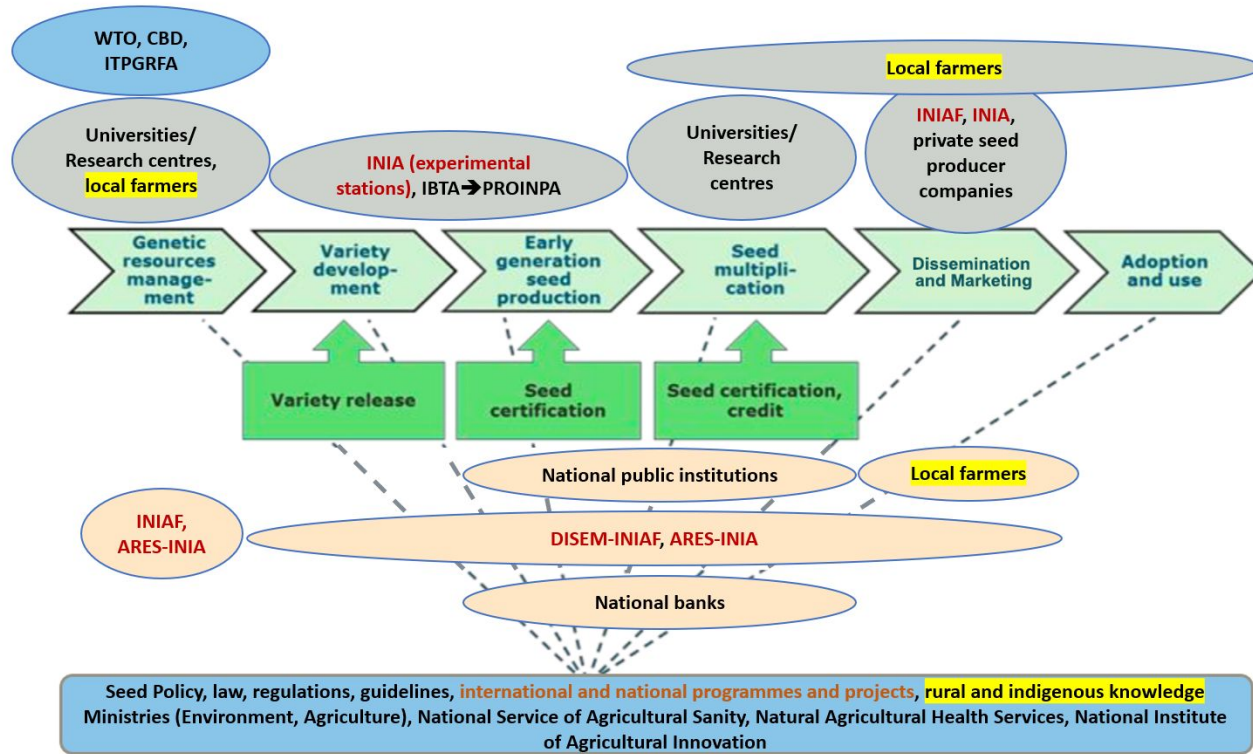 WTO, CBD,
ITPGRFA
Local farmers
Universities/
Research centres,
local farmers
INIA (experimental
stations), IBTA➔PROINPA
Universities/
Research
centres
INIAF, INIA,
private seed
producer
companies
Genetic
resources
manage-
ment
Variety
develop-
ment
Early
generation
seed
production
Seed
multipli-
cation
Dissemination
and Marketing
Adoption
and use
Variety release
Seed
certification
Seed certification,
credit
National public institutions
Local farmers
INIAF,
ARES-INIA
DISEM-INIAF, ARES-INIA
National banks
Seed Policy, law, regulations, guidelines, international and national programmes and projects, rural and indigenous knowledge
Ministries (Environment, Agriculture), National Service of Agricultural Sanity, Natural Agricultural Health Services, National Institute
of Agricultural Innovation